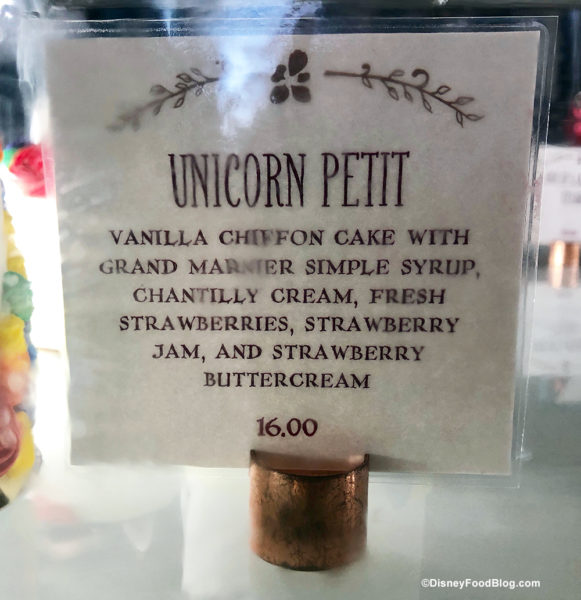 UNICORN PETIT
VANILLA CHIFFON CAKE WITH
GRAND MARNIER SIMPLE SYRUP,
CHANTILLY CREAM, FRESH
STRAWBERRIES, STRAWBERRY
JAM, AND STRAWBERRY
BUTTERCREAM
16.00
©DisneyFoodBlog.com